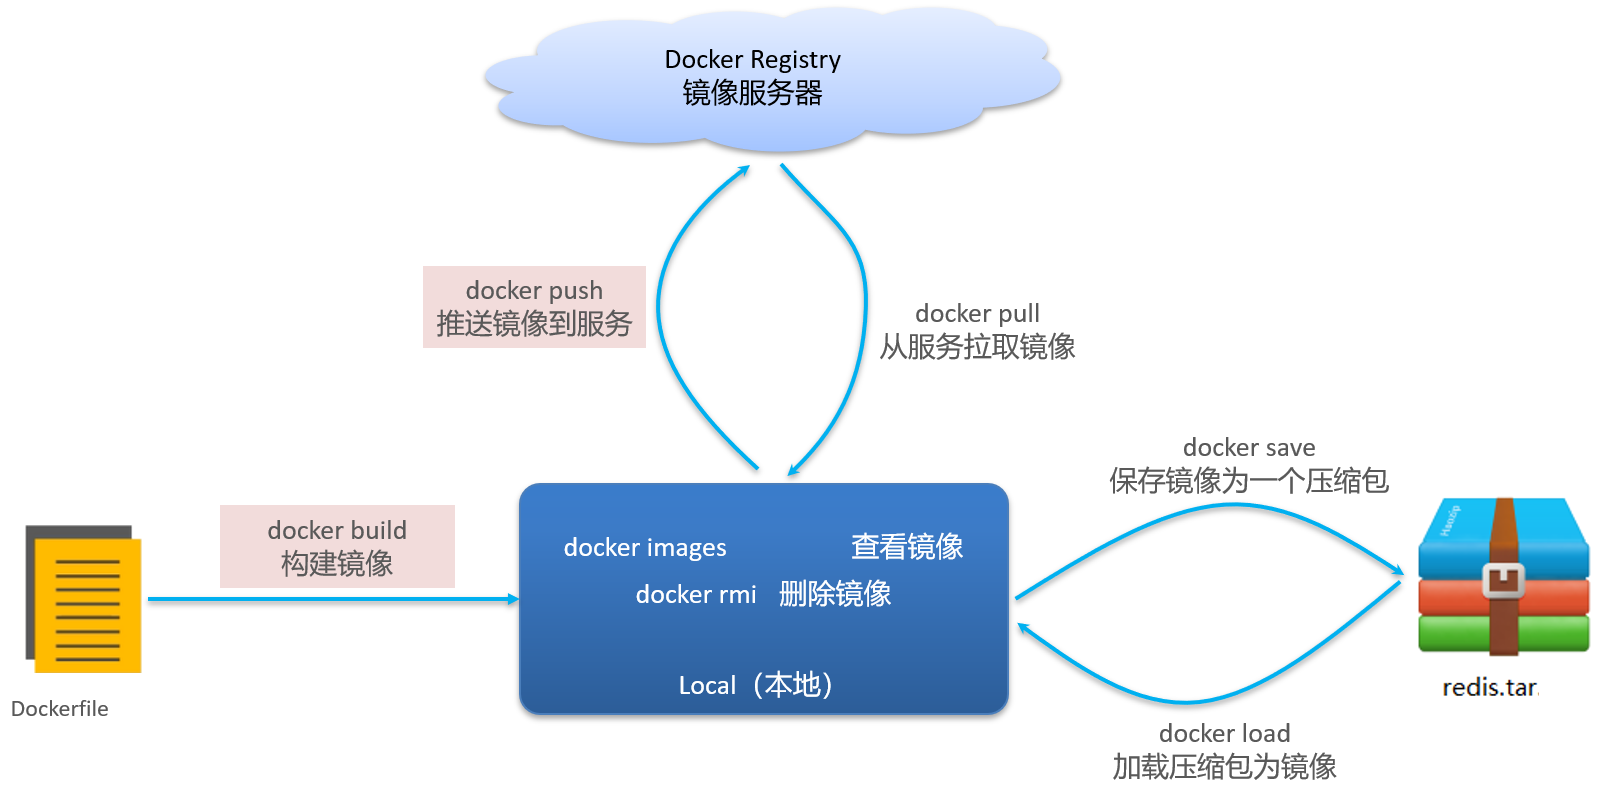 Docker Registry
镜像服务器
docker push
推送镜像到服务
docker pull
从服务拉取镜像
docker save
保存镜像为一个压缩包
Haozip
docker build
构建镜像
docker images 查看镜像
docker rmi 删除镜像
Local（本地）
redis.tar.
Dockerfile
docker load
加载压缩包为镜像